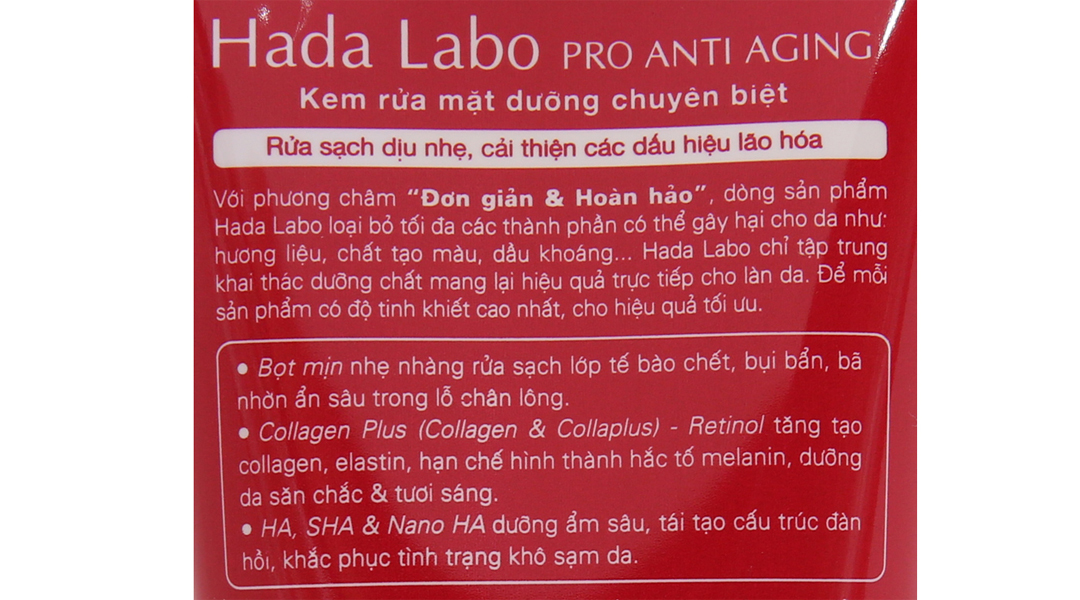 Hada Labo PRO ANTI AGING
Kem rửa mặt dưỡng chuyên biệt
Rửa sạch dịu nhẹ, cải thiện các dấu hiệu lão hóa
Với phương châm “Đơn giản & Hoàn hảo”, dòng sản phẩm
Hada Labo loại bỏ tối đa các thành phần có thể gây hại cho da như:
hương liệu, chất tạo màu, dầu khoáng... Hada Labo chỉ tập trung
khai thác dưỡng chất mang lại hiệu quả trực tiếp cho làn da. Để mỗi
sản phẩm có độ tinh khiết cao nhất, cho hiệu quả tối ưu.
• Bọt mịn nhẹ nhàng rửa sạch lớp tế bào chết, bụi bẩn, bã
nhờn ẩn sâu trong lỗ chân lông.
• Collagen Plus (Collagen & Collaplus) - Retinol tăng tạo
collagen, elastin, hạn chế hình thành hắc tố melanin, dưỡng
da săn chắc & tươi sáng.
• HA, SHA & Nano HA dưỡng ẩm sâu, tái tạo cấu trúc đàn
hồi, khắc phục tình trạng khô sạm da.